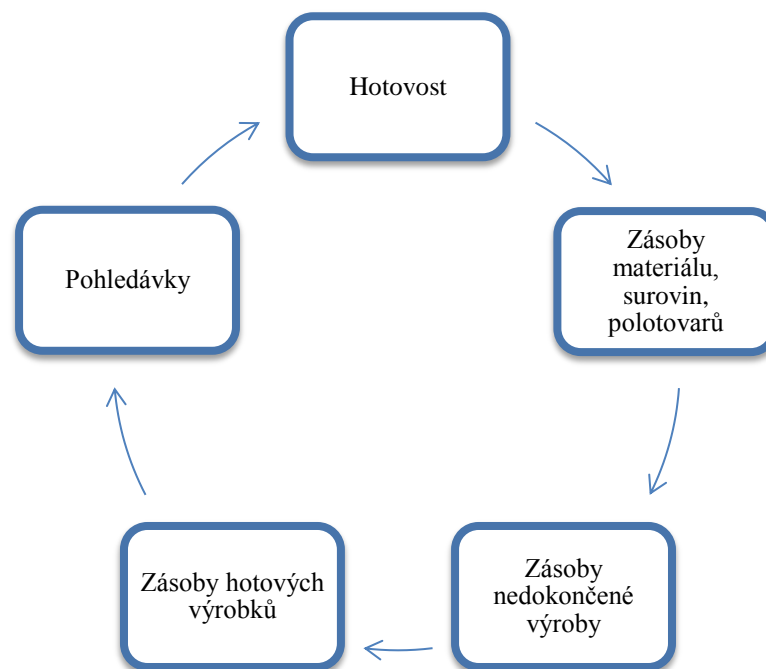 Hotovost
Zásoby
materiálu,
surovin,
polotovarů
Zásoby
nedokončené
výroby
Zásoby hotových
výrobků
Pohledávky